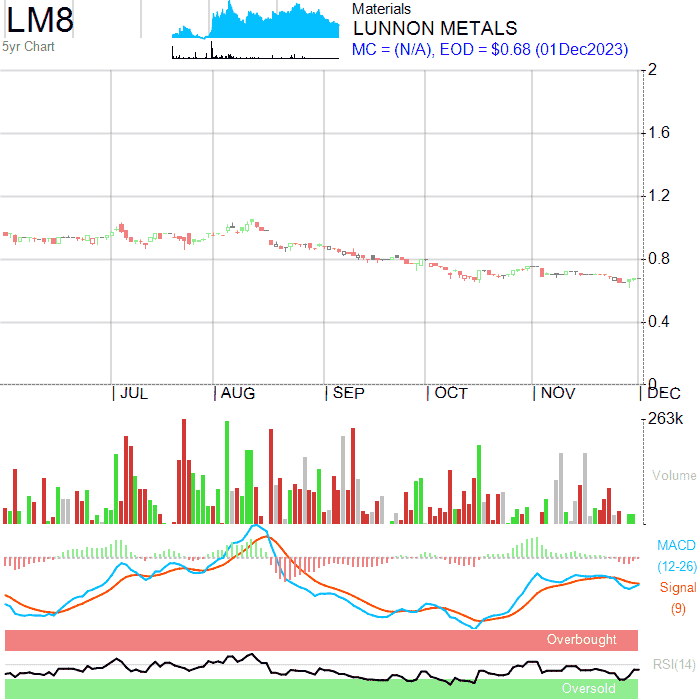 LM8
5yr Chart
Materials
LUNNON METALS
MC = (N/A), EOD = $0.68 (01Dec2023)
2
1.6
1.2
0.8
0.4
0
JUL
AUG
SEP
OCT
NOV
DEC
263k
Volume
MACD
(12-26)
Signal
(9)
Overbought
RSI(14)
Oversold